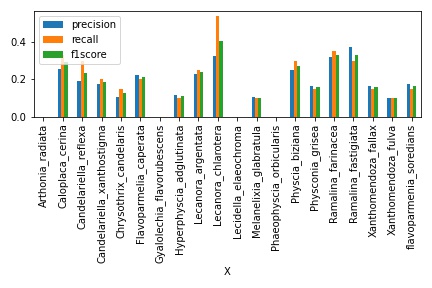 precision
recall
f1score
0.4
0.2
0.0
Arthonia_radiata
Caloplaca_cerina
Candelariella_reflexa
Candelariella_xanthostigma
Chrysothrix_candelaris
Flavoparmelia_caperata
Gyalolechia_flavorubescens
Hyperphyscia_adglutinata
Lecanora_argentata
Lecanora_chlarotera
Lecidella_elaeochroma
Melanelixia_glabratula
Phaeophyscia_orbicularis
Physcia_biziana
Physconia_grisea
Ramalina_farinacea
Ramalina_fastigiata
Xanthomendoza_fallax
Xanthomendoza_fulva
flavoparmenia_soredians
X